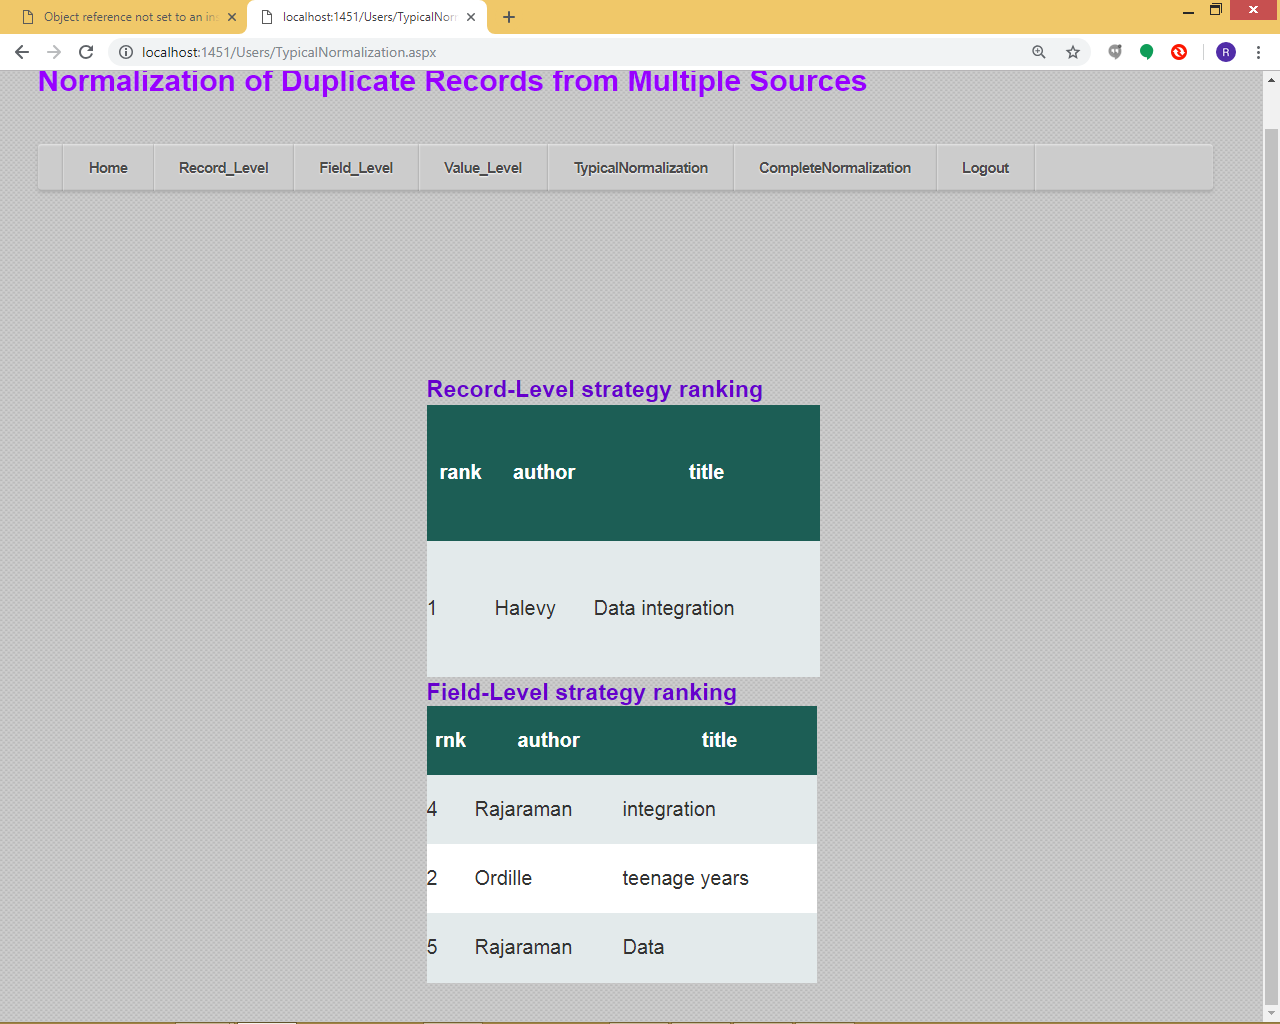 Object reference not set to an ins
localhost:1451/Users/TypicalNorm
localhost:1451/Users/TypicalNormalization.aspx
R
Normalization of Duplicate Records from Multiple Sources
Home Record_Level Field_Level Value_Level TypicalNormalization CompleteNormalization Logout
Record-Level strategy ranking
rank author title
1 Halevy Data integration
Field-Level strategy ranking
rnk author title
4 Rajaraman integration
2 Ordille teenage years
5 Rajaraman Data